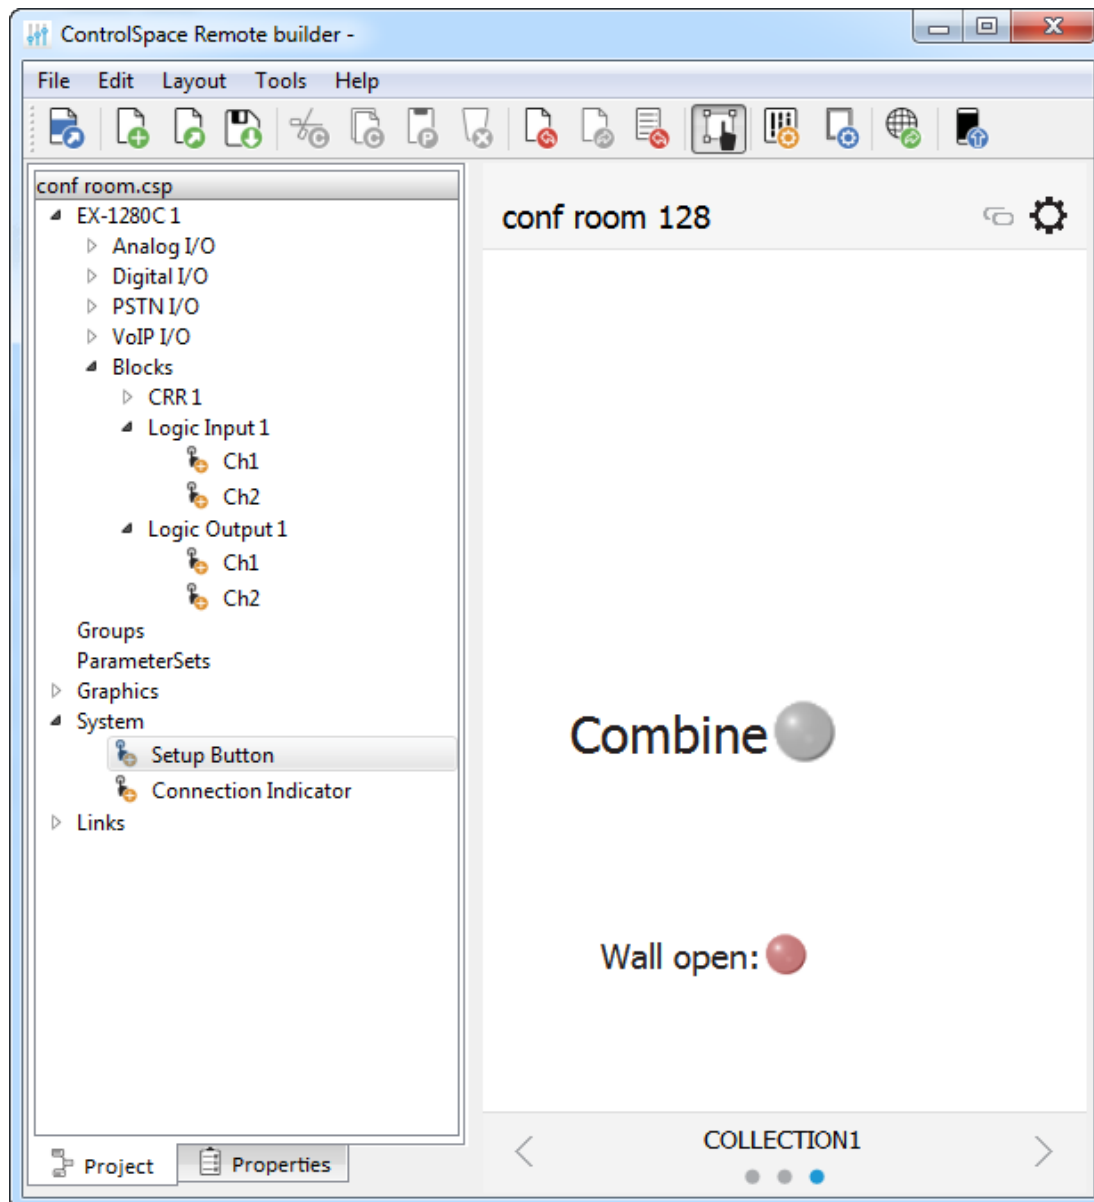 ControlSpace Remote builder -
File Edit Layout Tools Help
conf room.csp
EX-1280C 1
Analog I/O
Digital I/O
PSTN I/O
VoIP I/O
Blocks
CRR 1
Logic Input 1
Ch1
Ch2
Logic Output 1
Ch1
Ch2
Groups
ParameterSets
Graphics
System
Setup Button
Connection Indicator
Links
Project Properties
conf room 128
Combine
Wall open:
COLLECTION1